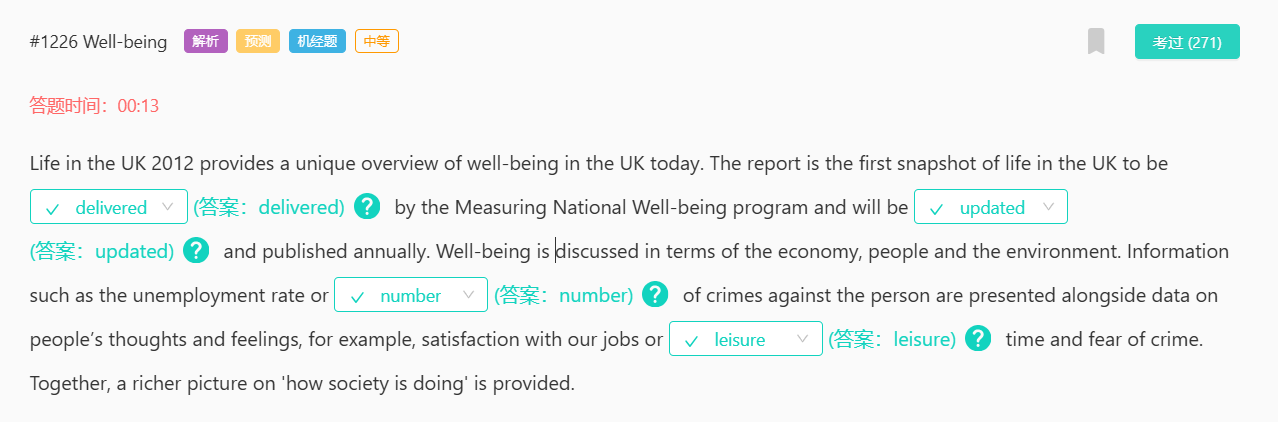 #1226 Well-being 解析 预测 机经题 中等 考过 (271)
答题时间：00:13
Life in the UK 2012 provides a unique overview of well-being in the UK today. The report is the first snapshot of life in the UK to be
delivered (答案：delivered) ? by the Measuring National Well-being program and will be updated
(答案：updated) ? and published annually. Well-being is discussed in terms of the economy, people and the environment. Information
such as the unemployment rate or number (答案：number) ? of crimes against the person are presented alongside data on
people’s thoughts and feelings, for example, satisfaction with our jobs or leisure (答案：leisure) ? time and fear of crime.
Together, a richer picture on 'how society is doing' is provided.